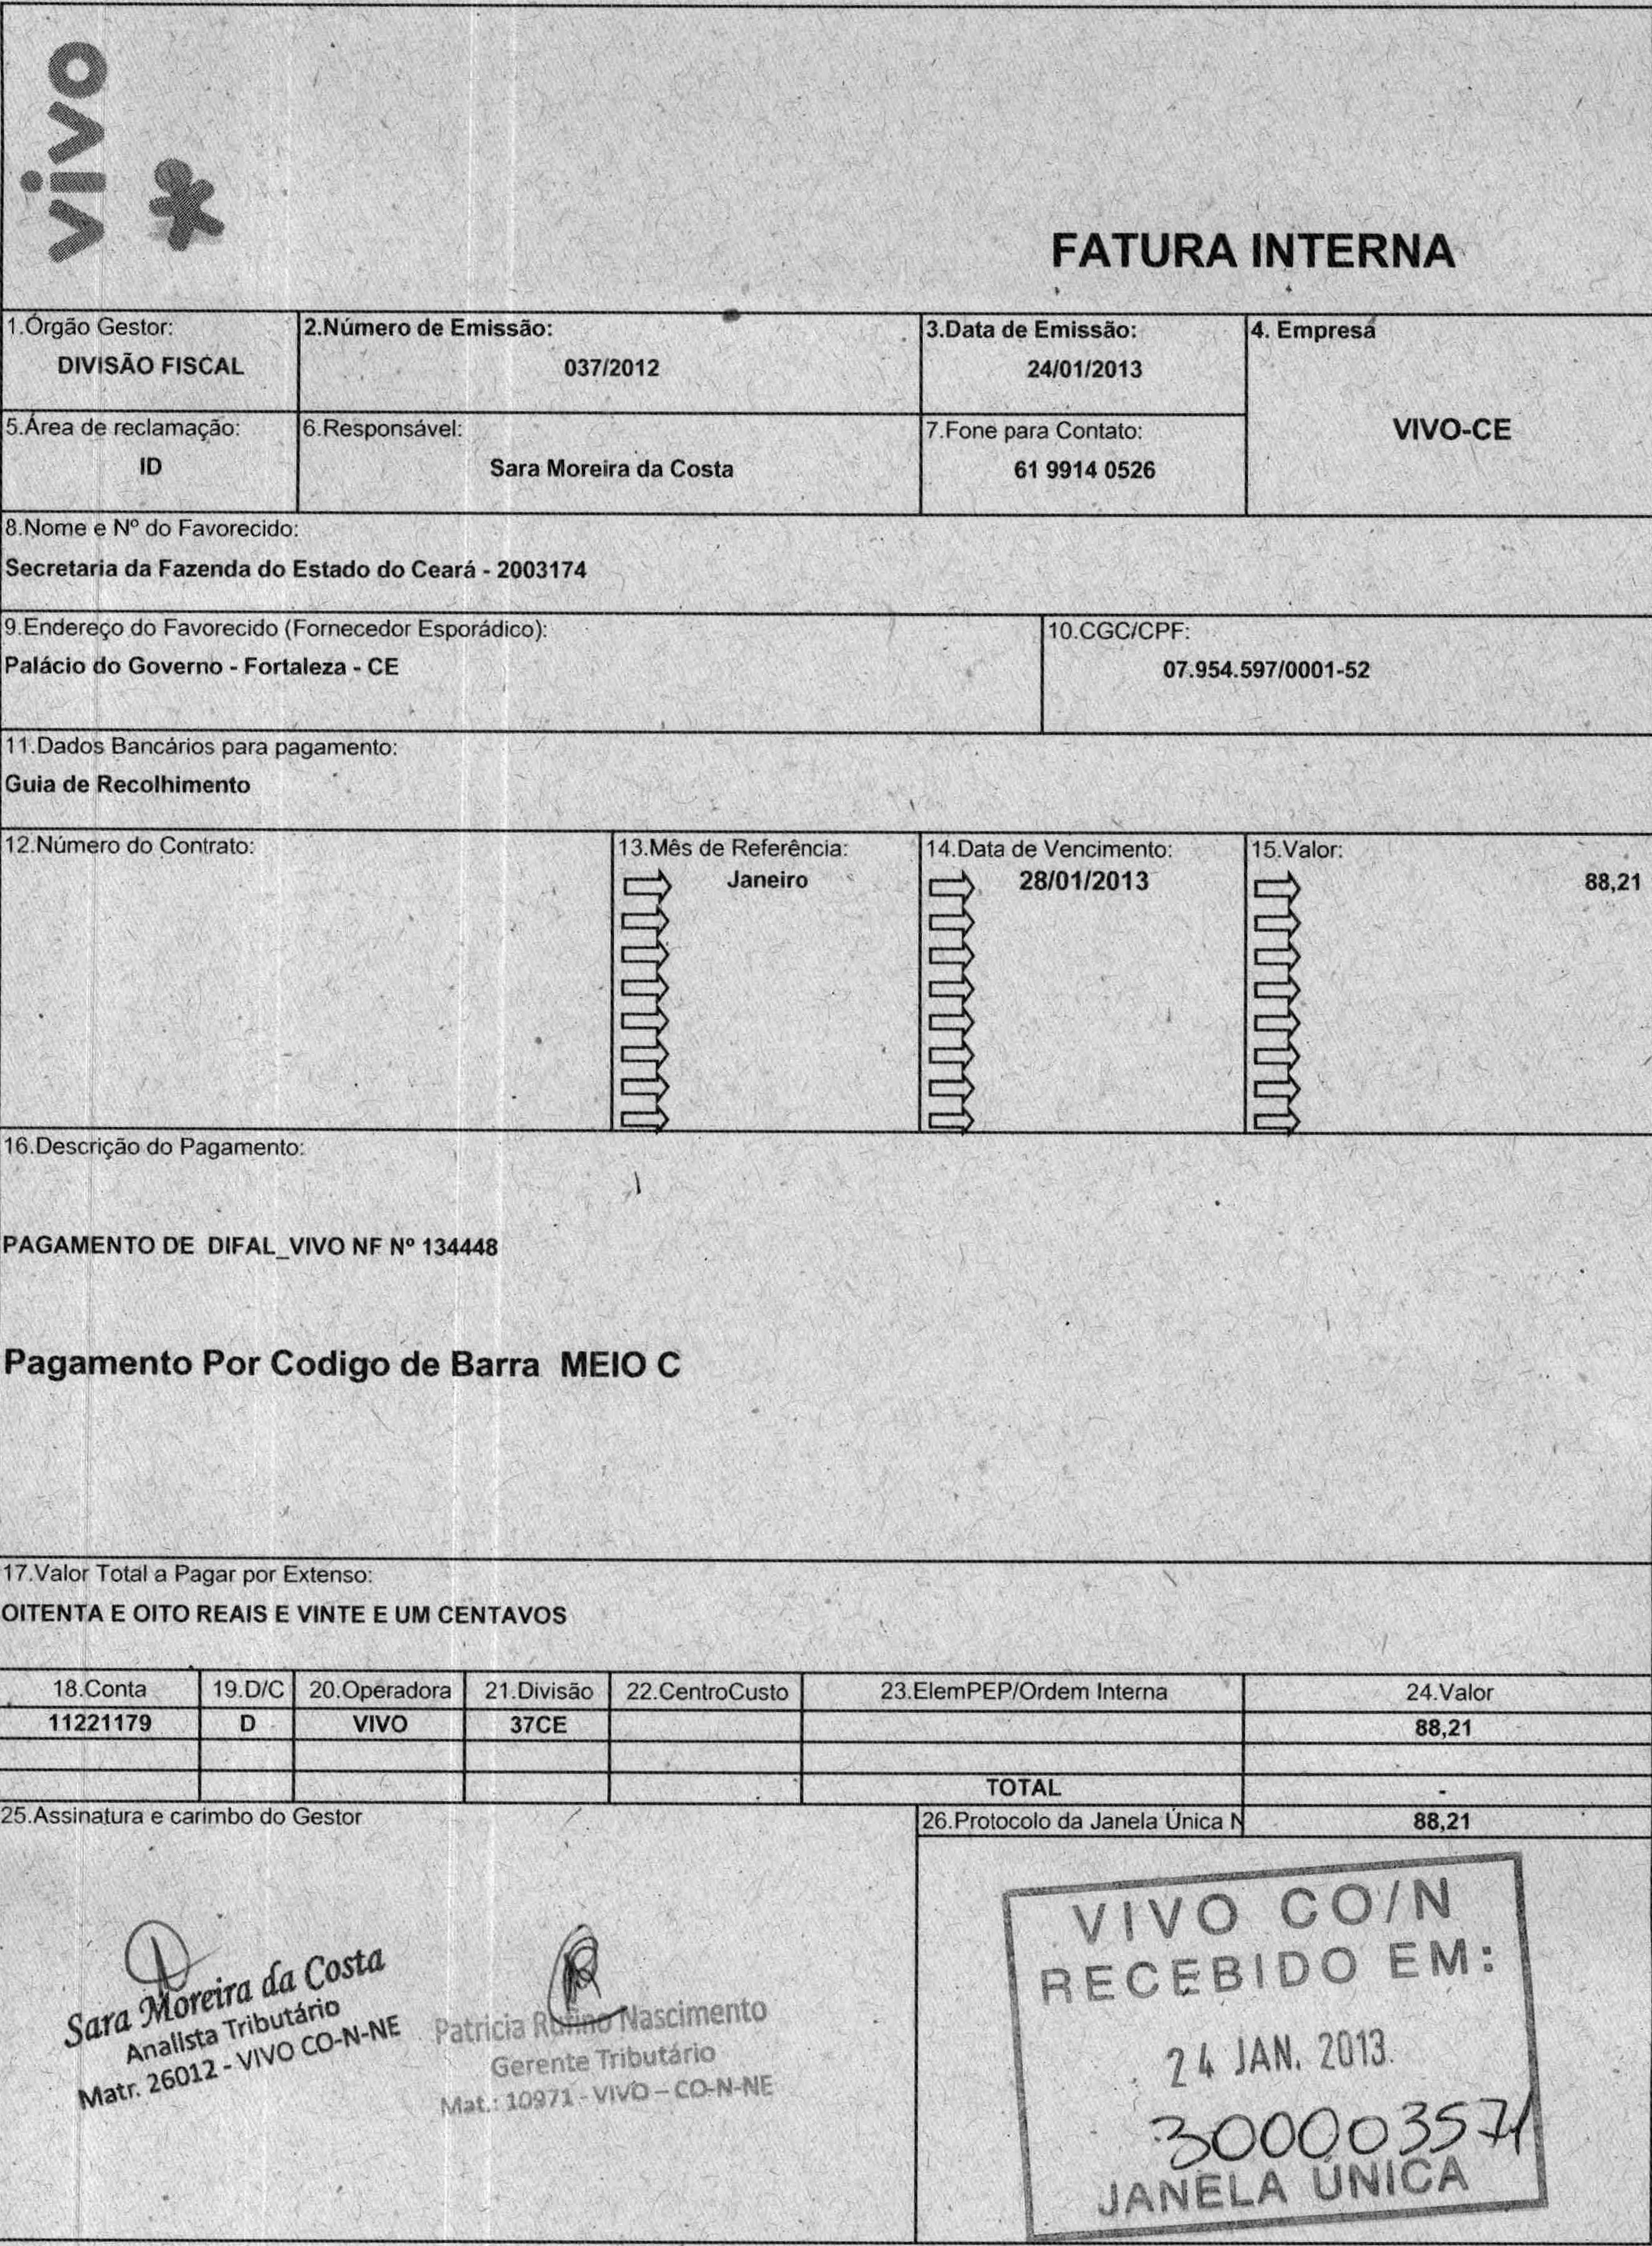 vivo
FATURA INTERNA
1.Órgão Gestor:
DIVISÃO FISCAL
2.Número de Emissão:
037/2012
3.Data de Emissão:
24/01/2013
4. Empresa
VIVO-CE
5.Área de reclamação:
ID
6.Responsável:
Sara Moreira da Costa
7.Fone para Contato:
61 9914 0526
8.Nome e Nº do Favorecido:
Secretaria da Fazenda do Estado do Ceará - 2003174
9.Endereço do Favorecido (Fornecedor Esporádico):
Palácio do Governo - Fortaleza - CE
10.CGC/CPF:
07.954.597/0001-52
11.Dados Bancários para pagamento:
Guia de Recolhimento
12.Número do Contrato:
13.Mês de Referência:
Janeiro
14.Data de Vencimento:
28/01/2013
15.Valor:
88,21
16.Descrição do Pagamento:
PAGAMENTO DE DIFAL_VIVO NF Nº 134448
Pagamento Por Codigo de Barra MEIO C
17.Valor Total a Pagar por Extenso:
OITENTA E OITO REAIS E VINTE E UM CENTAVOS
18.Conta 19.D/C 20.Operadora 21.Divisão 22.CentroCusto 23.ElemPEP/Ordem Interna 24.Valor
11221179 D VIVO 37CE 88,21
TOTAL -
25.Assinatura e carimbo do Gestor
26.Protocolo da Janela Única N 88,21
Sara Moreira da Costa
Analista Tributário
Matr. 26012 - VIVO CO-N-NE
Patricia Rufino Nascimento
Gerente Tributário
Mat.: 10971 - VIVO – CO-N-NE
VIVO CO/N
RECEBIDO EM:
24 JAN. 2013
300003571
JANELA ÚNICA